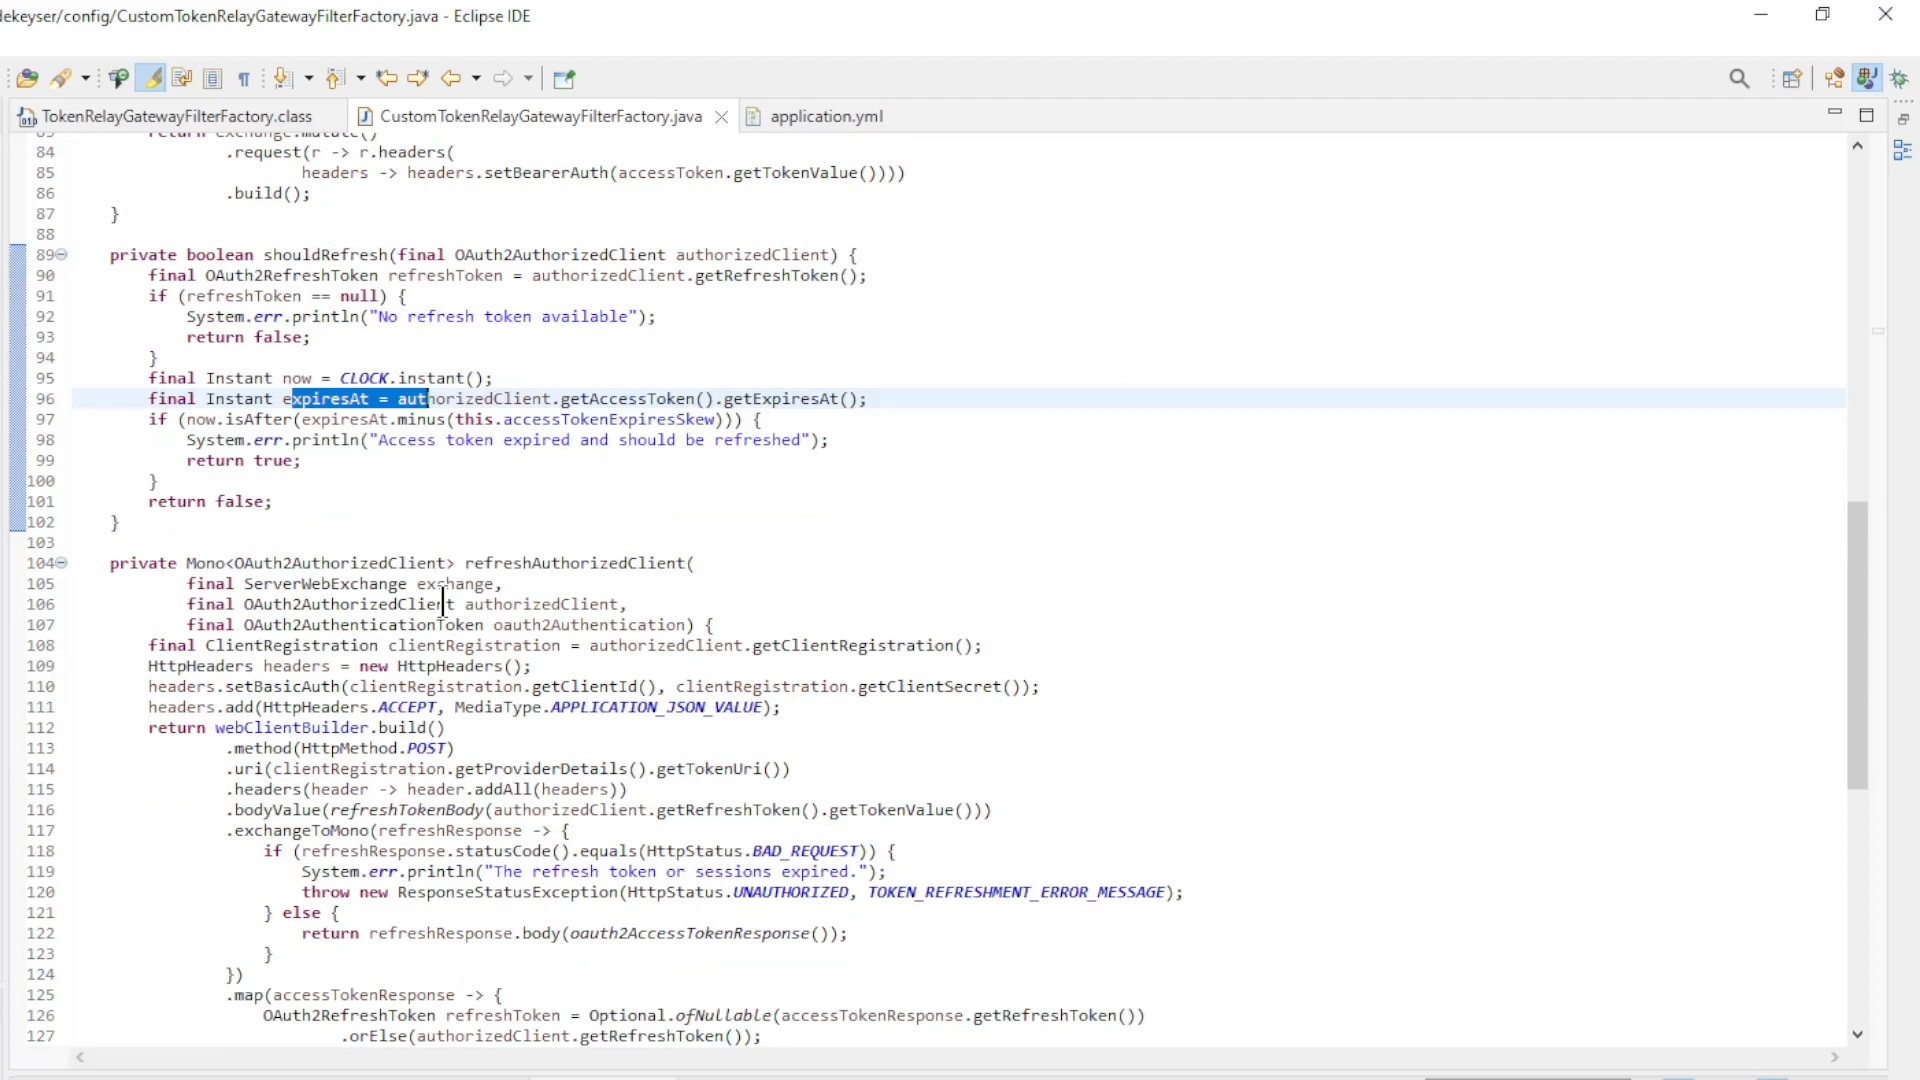 dekeyser/config/CustomTokenRelayGatewayFilterFactory.java - Eclipse IDE
TokenRelayGatewayFilterFactory.class
CustomTokenRelayGatewayFilterFactory.java
application.yml
return exchange.mutate()
84 .request(r -> r.headers(
85 headers -> headers.setBearerAuth(accessToken.getTokenValue())))
86 .build();
87 }
88
89 private boolean shouldRefresh(final OAuth2AuthorizedClient authorizedClient) {
90 final OAuth2RefreshToken refreshToken = authorizedClient.getRefreshToken();
91 if (refreshToken == null) {
92 System.err.println("No refresh token available");
93 return false;
94 }
95 final Instant now = CLOCK.instant();
96 final Instant expiresAt = authorizedClient.getAccessToken().getExpiresAt();
97 if (now.isAfter(expiresAt.minus(this.accessTokenExpiresSkew))) {
98 System.err.println("Access token expired and should be refreshed");
99 return true;
100 }
101 return false;
102 }
103
104 private Mono<OAuth2AuthorizedClient> refreshAuthorizedClient(
105 final ServerWebExchange exchange,
106 final OAuth2AuthorizedClient authorizedClient,
107 final OAuth2AuthenticationToken oauth2Authentication) {
108 final ClientRegistration clientRegistration = authorizedClient.getClientRegistration();
109 HttpHeaders headers = new HttpHeaders();
110 headers.setBasicAuth(clientRegistration.getClientId(), clientRegistration.getClientSecret());
111 headers.add(HttpHeaders.ACCEPT, MediaType.APPLICATION_JSON_VALUE);
112 return webClientBuilder.build()
113 .method(HttpMethod.POST)
114 .uri(clientRegistration.getProviderDetails().getTokenUri())
115 .headers(header -> header.addAll(headers))
116 .bodyValue(refreshTokenBody(authorizedClient.getRefreshToken().getTokenValue()))
117 .exchangeToMono(refreshResponse -> {
118 if (refreshResponse.statusCode().equals(HttpStatus.BAD_REQUEST)) {
119 System.err.println("The refresh token or sessions expired.");
120 throw new ResponseStatusException(HttpStatus.UNAUTHORIZED, TOKEN_REFRESHMENT_ERROR_MESSAGE);
121 } else {
122 return refreshResponse.body(oauth2AccessTokenResponse());
123 }
124 })
125 .map(accessTokenResponse -> {
126 OAuth2RefreshToken refreshToken = Optional.ofNullable(accessTokenResponse.getRefreshToken())
127 .orElse(authorizedClient.getRefreshToken());